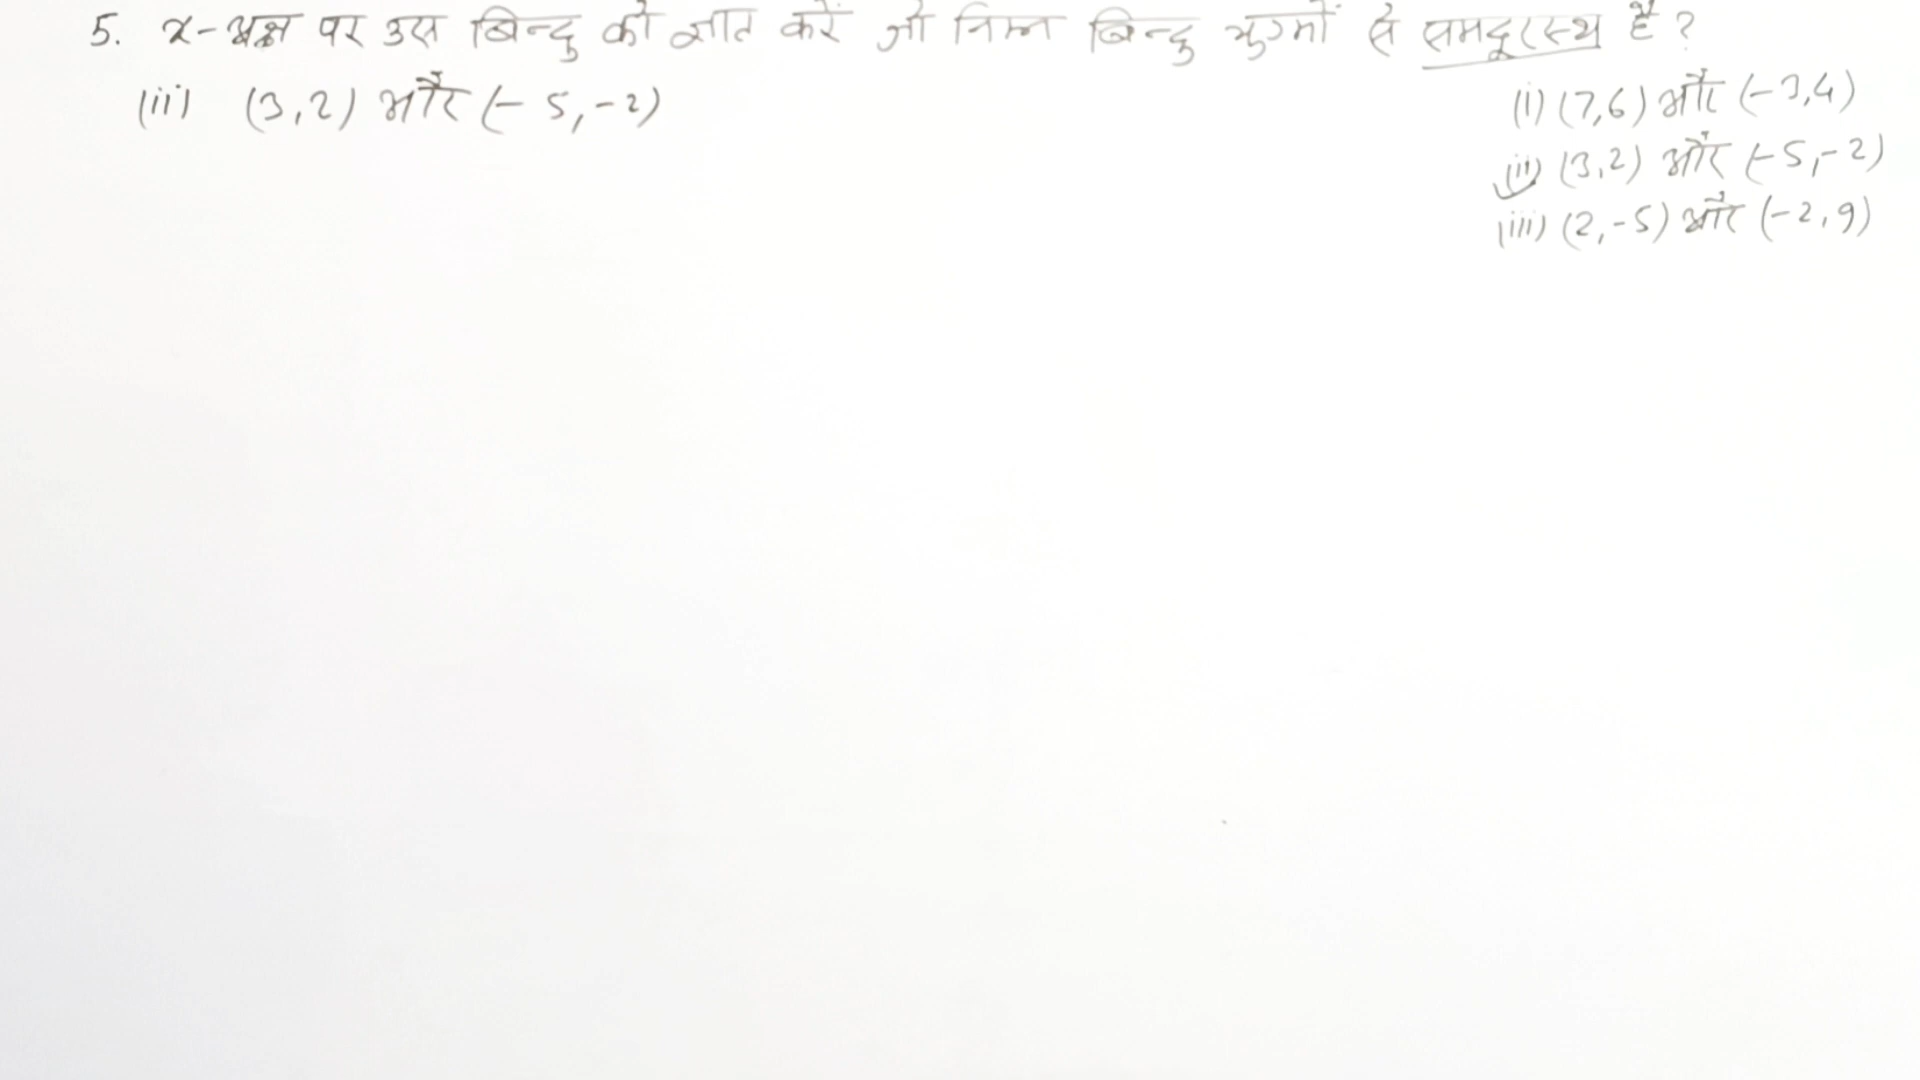 5. x-अक्ष पर उस बिन्दु को ज्ञात करें जो निम्न बिन्दु युग्मों से समदूरस्थ है ?
(iii) (3,2) और (- 5, -2)
(i) (7,6) और (-3,4)
(ii) (3,2) और (-5,-2)
(iii) (2,-5) और (-2,9)